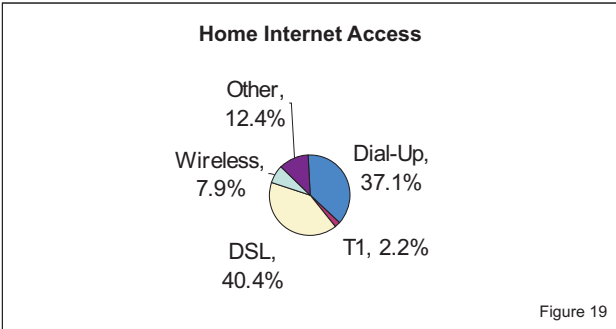 Home Internet Access
Other,
12.4%
Wireless,
7.9%
Dial-Up,
37.1%
T1, 2.2%
DSL,
40.4%
Figure 19